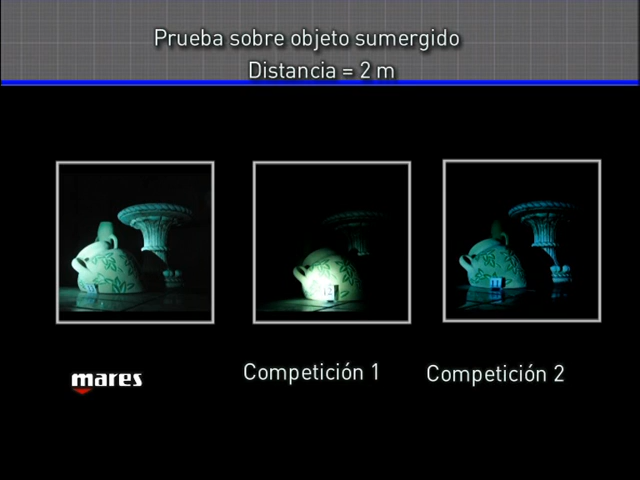 Prueba sobre objeto sumergido
Distancia = 2 m
mares
Competición 1
Competición 2